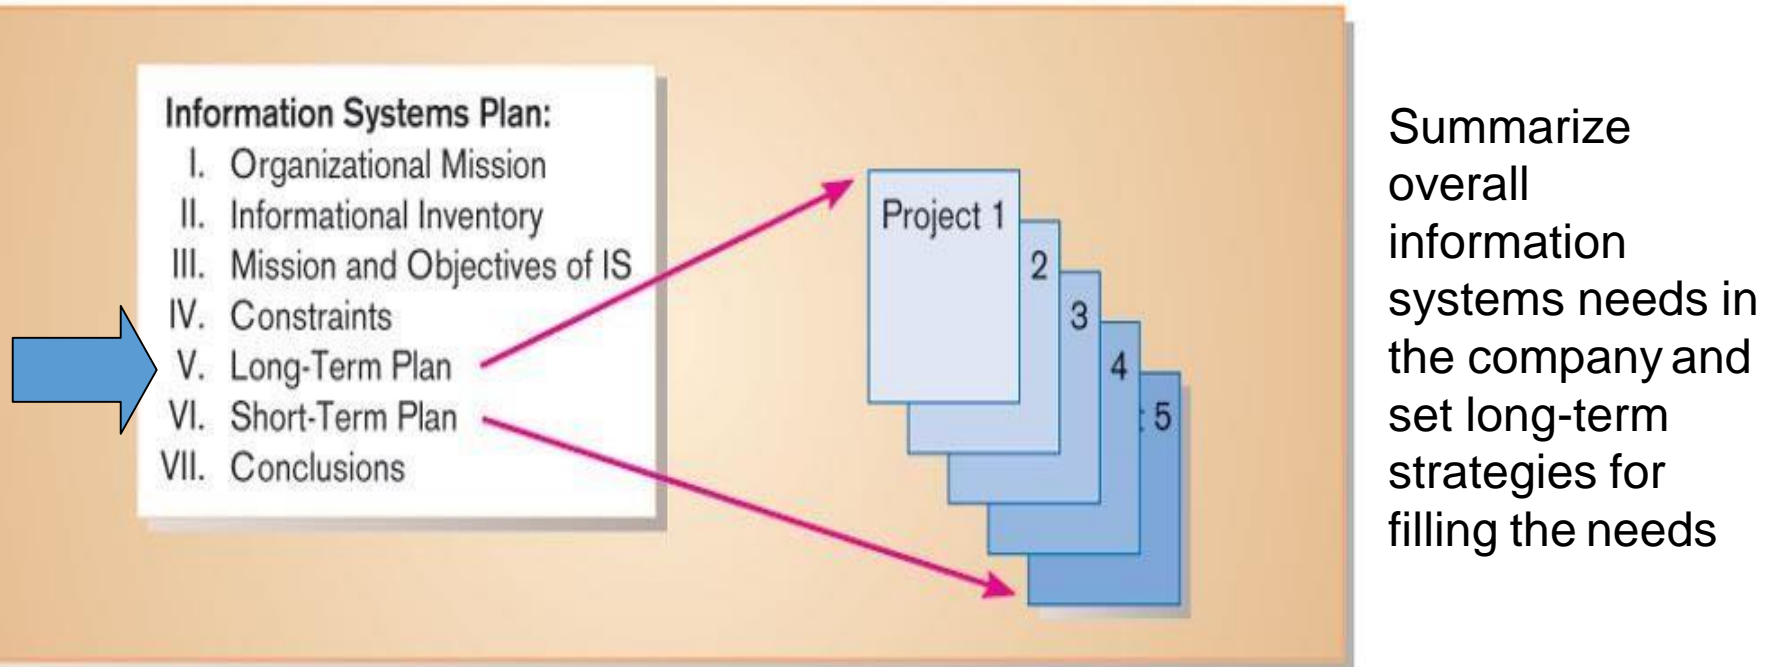 Information Systems Plan:
I. Organizational Mission
II. Informational Inventory
III. Mission and Objectives of IS
IV. Constraints
V. Long-Term Plan
VI. Short-Term Plan
VII. Conclusions
Project 1
2
3
4
5
Summarize
overall
information
systems needs in
the company and
set long-term
strategies for
filling the needs